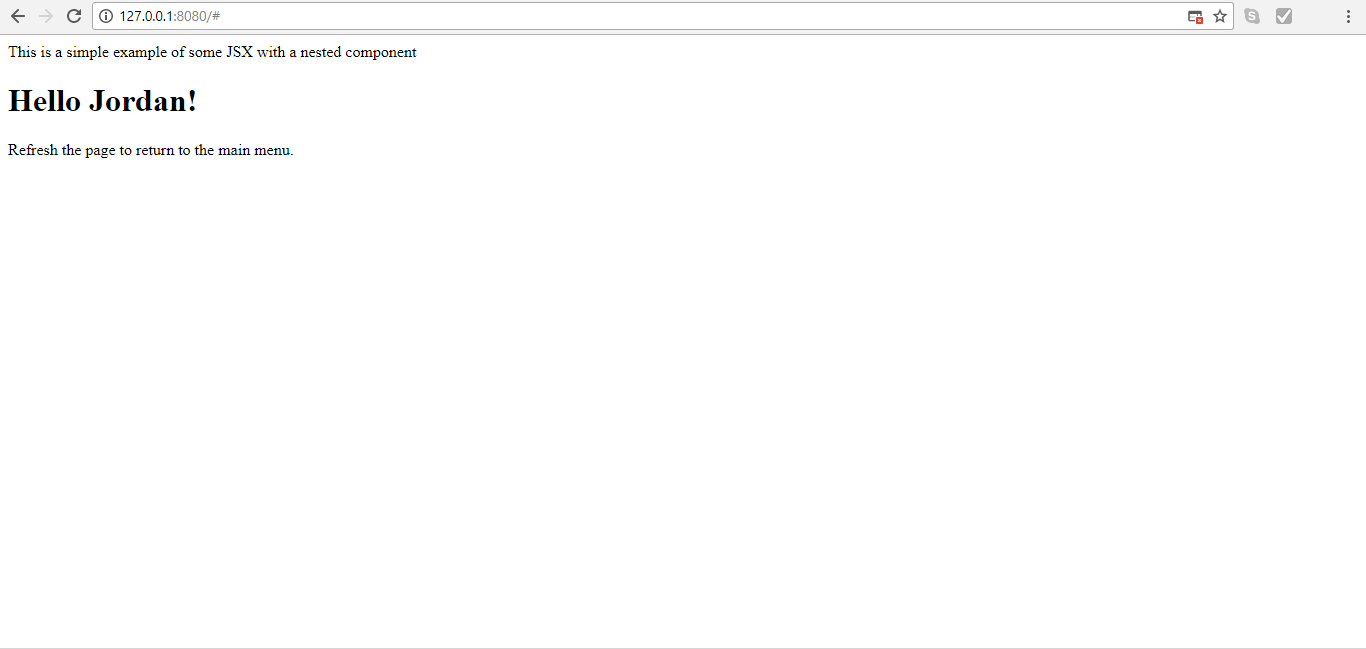 127.0.0.1:8080/#
This is a simple example of some JSX with a nested component
Hello Jordan!
Refresh the page to return to the main menu.